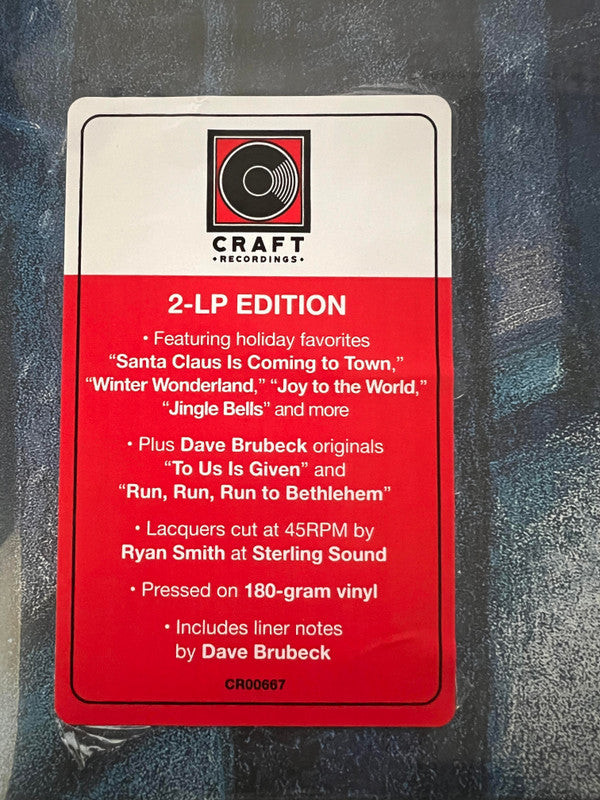 CRAFT
•RECORDINGS•
2-LP EDITION
• Featuring holiday favorites
“Santa Claus Is Coming to Town,”
“Winter Wonderland,” “Joy to the World,”
“Jingle Bells” and more
• Plus Dave Brubeck originals
“To Us Is Given” and
“Run, Run, Run to Bethlehem”
• Lacquers cut at 45RPM by
Ryan Smith at Sterling Sound
• Pressed on 180-gram vinyl
• Includes liner notes
by Dave Brubeck
CR00667